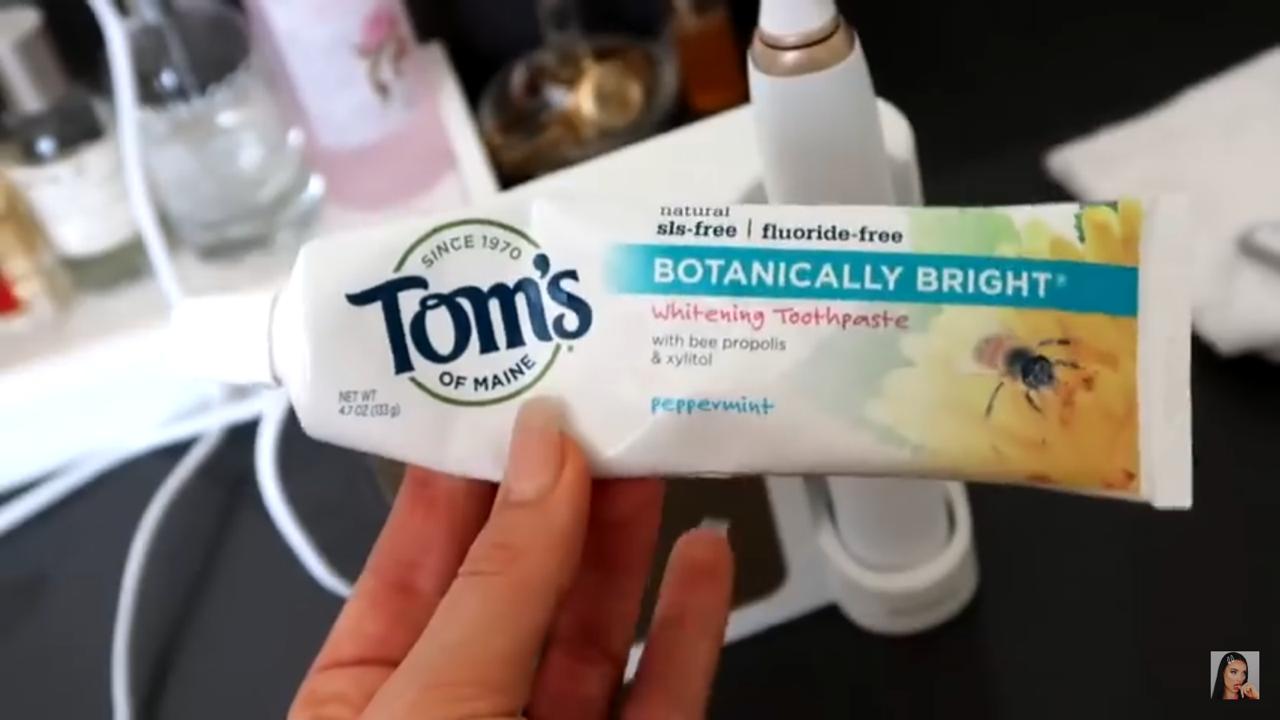 SINCE 1970
Tom's
OF MAINE
NET WT
4.7 OZ (133g)
natural
sls-free | fluoride-free
BOTANICALLY BRIGHT®
Whitening Toothpaste
with bee propolis
& xylitol
peppermint